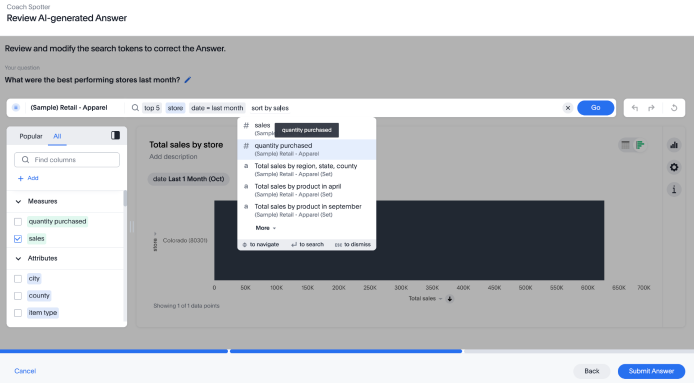 Coach Spotter
Review AI-generated Answer
Review and modify the search tokens to correct the Answer.
Your question
What were the best performing stores last month?
(Sample) Retail - Apparel
top 5 store date = last month sort by sales
Go
Popular All
Find columns
+ Add
Measures
quantity purchased
sales
Attributes
city
county
item type
Total sales by store
Add description
date Last 1 Month (Oct)
# sales
(Sample)
quantity purchased
# quantity purchased
(Sample) Retail - Apparel
a Total sales by region, state, county
(Sample) Retail - Apparel (Set)
a Total sales by product in april
(Sample) Retail - Apparel (Set)
a Total sales by product in september
(Sample) Retail - Apparel (Set)
More
to navigate to search esc to dismiss
store
Colorado (80301)
0 50K 100K 150K 200K 250K 300K 350K 400K 450K 500K 550K 600K 650K 700K
Total sales
Showing 1 of 1 data points
Cancel
Back
Submit Answer